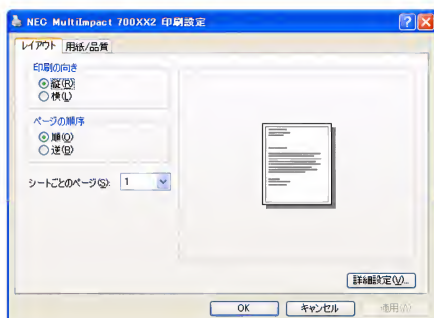 NEC MultiImpact 700XX2 印刷設定
レイアウト 用紙/品質
印刷の向き
縦(R)
横(L)
ページの順序
順(O)
逆(B)
シートごとのページ(S): 1
詳細設定(V)...
OK キャンセル 適用(A)